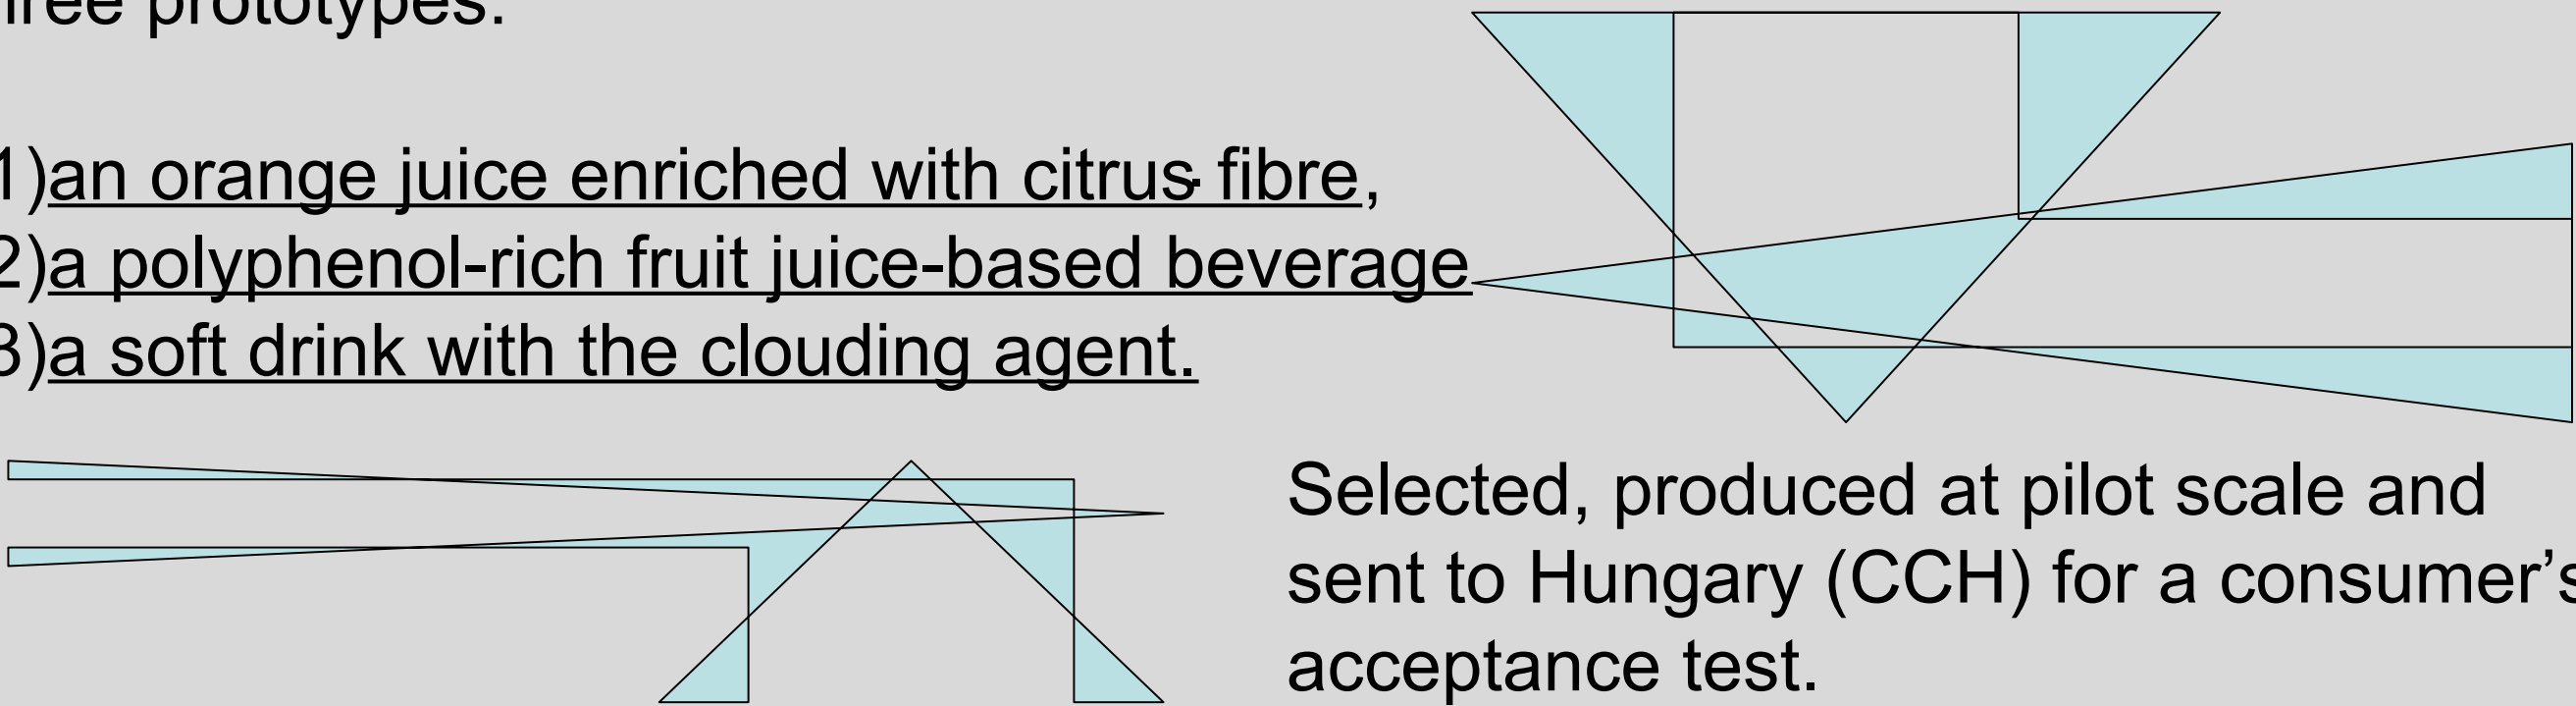 prototypes.
1)an orange juice enriched with citrus fibre,
2)a polyphenol-rich fruit juice-based beverage
3)a soft drink with the clouding agent.
Selected, produced at pilot scale and
sent to Hungary (CCH) for a consumer’s
acceptance test.